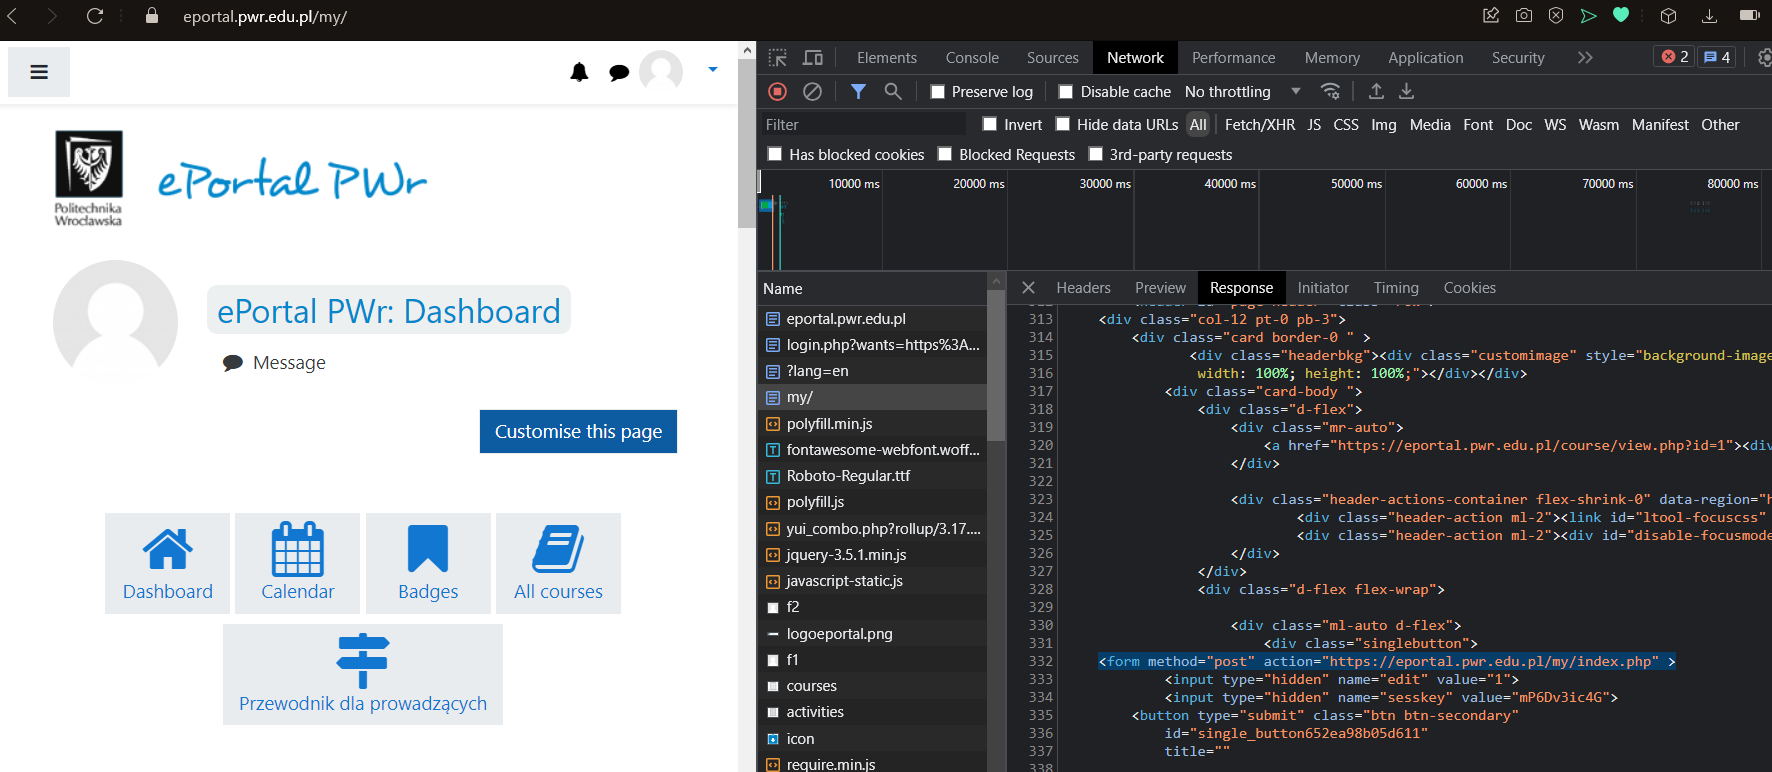 eportal.pwr.edu.pl/my/
Politechnika
Wrocławska
ePortal PWr
ePortal PWr: Dashboard
Message
Customise this page
Dashboard
Calendar
Badges
All courses
Przewodnik dla prowadzących
Elements Console Sources Network Performance Memory Application Security 2 4
Preserve log Disable cache No throttling
Filter Invert Hide data URLs All Fetch/XHR JS CSS Img Media Font Doc WS Wasm Manifest Other
Has blocked cookies Blocked Requests 3rd-party requests
10000 ms 20000 ms 30000 ms 40000 ms 50000 ms 60000 ms 70000 ms 80000 ms
Name
eportal.pwr.edu.pl
login.php?wants=https%3A...
?lang=en
my/
polyfill.min.js
fontawesome-webfont.woff...
Roboto-Regular.ttf
polyfill.js
yui_combo.php?rollup/3.17....
jquery-3.5.1.min.js
javascript-static.js
f2
logoeportal.png
f1
courses
activities
icon
require.min.js
Headers Preview Response Initiator Timing Cookies
313 <div class="col-12 pt-0 pb-3">
314 <div class="card border-0 " >
315 <div class="headerbkg"><div class="customimage" style="background-image
316 width: 100%; height: 100%;"></div></div>
317 <div class="card-body ">
318 <div class="d-flex">
319 <div class="mr-auto">
320 <a href="https://eportal.pwr.edu.pl/course/view.php?id=1"><div
321 </div>
322
323 <div class="header-actions-container flex-shrink-0" data-region="h
324 <div class="header-action ml-2"><link id="ltool-focuscss"
325 <div class="header-action ml-2"><div id="disable-focusmode
326 </div>
327 </div>
328 <div class="d-flex flex-wrap">
329
330 <div class="ml-auto d-flex">
331 <div class="singlebutton">
332 <form method="post" action="https://eportal.pwr.edu.pl/my/index.php" >
333 <input type="hidden" name="edit" value="1">
334 <input type="hidden" name="sesskey" value="mP6Dv3ic4G">
335 <button type="submit" class="btn btn-secondary"
336 id="single_button652ea98b05d611"
337 title=""
338